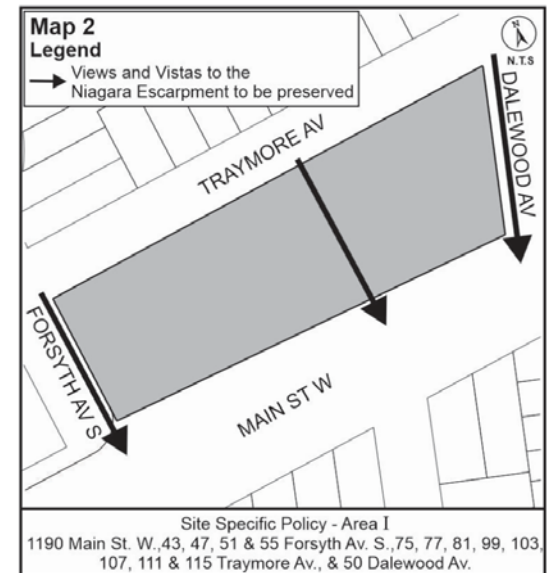 Map 2
Legend
Views and Vistas to the
Niagara Escarpment to be preserved
N
N.T.S
TRAYMORE AV
DALEWOOD AV
FORSYTH AV S
MAIN ST W
Site Specific Policy - Area I
1190 Main St. W.,43, 47, 51 & 55 Forsyth Av. S.,75, 77, 81, 99, 103,
107, 111 & 115 Traymore Av., & 50 Dalewood Av.